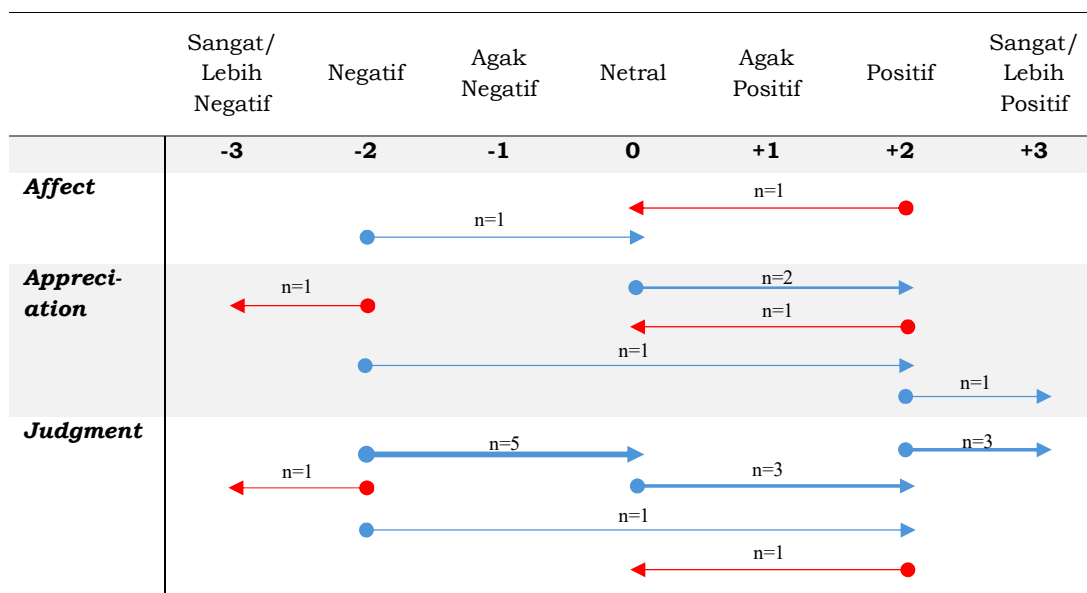 Sangat/
Lebih
Negatif
Negatif
Agak
Negatif
Netral
Agak
Positif
Positif
Sangat/
Lebih
Positif
-3 -2 -1 0 +1 +2 +3
Affect
n=1
n=1
Appreci-
ation
n=1
n=2
n=1
n=1
n=1
Judgment
n=5
n=3
n=1
n=3
n=1
n=1